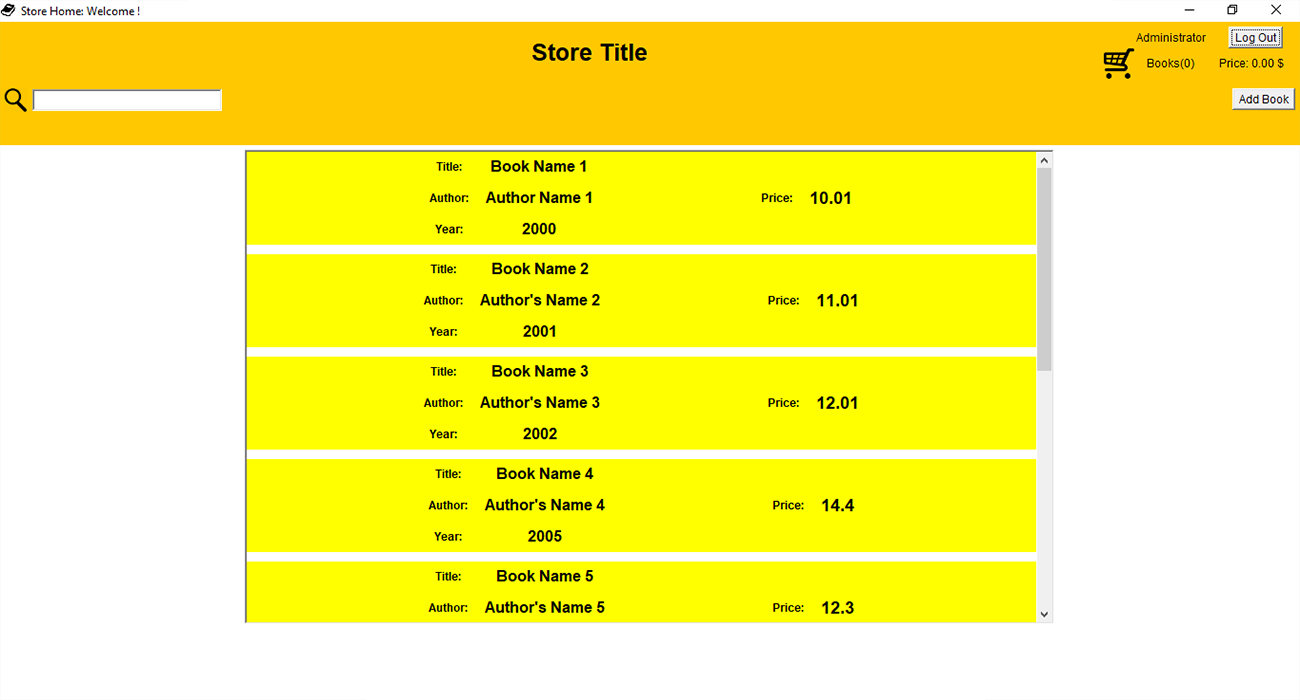 Store Home: Welcome !
Administrator Log Out
Store Title
Books(0) Price: 0.00 $
Add Book
Title: Book Name 1
Author: Author Name 1 Price: 10.01
Year: 2000
Title: Book Name 2
Author: Author's Name 2 Price: 11.01
Year: 2001
Title: Book Name 3
Author: Author's Name 3 Price: 12.01
Year: 2002
Title: Book Name 4
Author: Author's Name 4 Price: 14.4
Year: 2005
Title: Book Name 5
Author: Author's Name 5 Price: 12.3